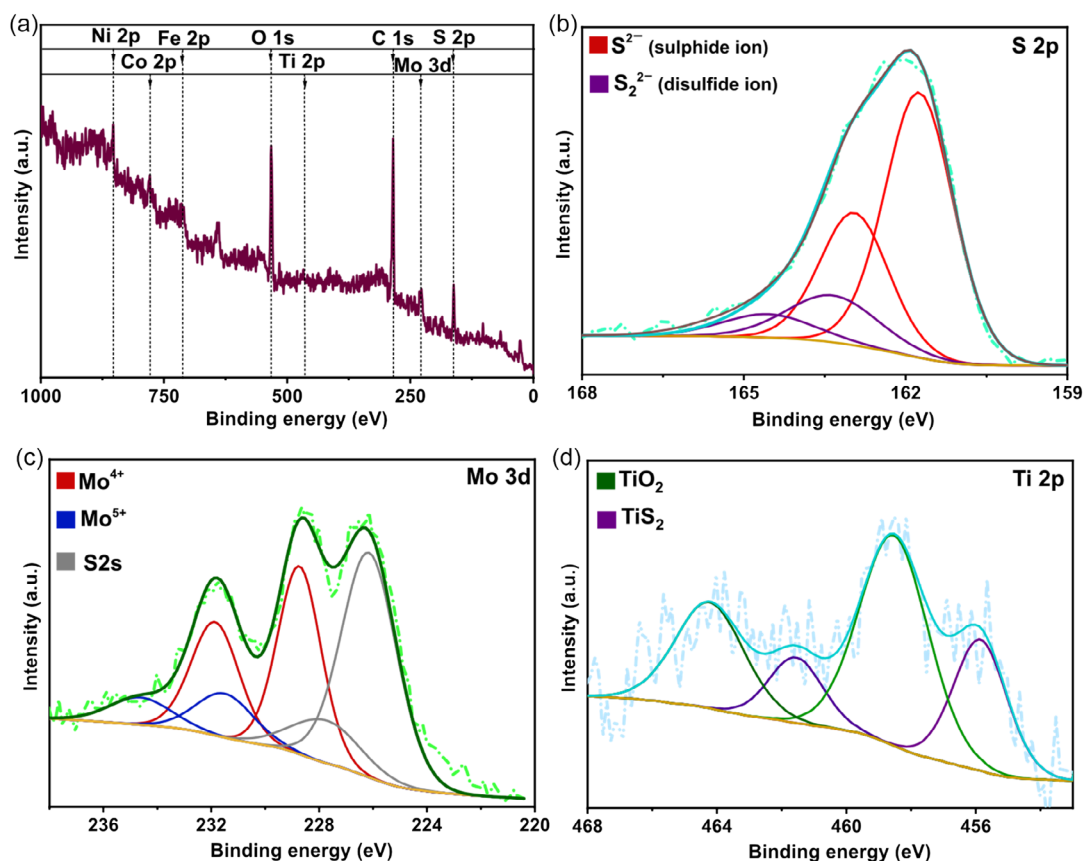 (a)
Ni 2p Fe 2p O 1s C 1s S 2p
Co 2p Ti 2p Mo 3d
Intensity (a.u.)
1000 750 500 250 0
Binding energy (eV)
(b)
S²⁻ (sulphide ion)
S₂²⁻ (disulfide ion)
S 2p
Intensity (a.u.)
168 165 162 159
Binding energy (eV)
(c)
Mo⁴⁺
Mo⁵⁺
S2s
Mo 3d
Intensity (a.u.)
236 232 228 224 220
Binding energy (eV)
(d)
TiO₂
TiS₂
Ti 2p
Intensity (a.u.)
468 464 460 456
Binding energy (eV)